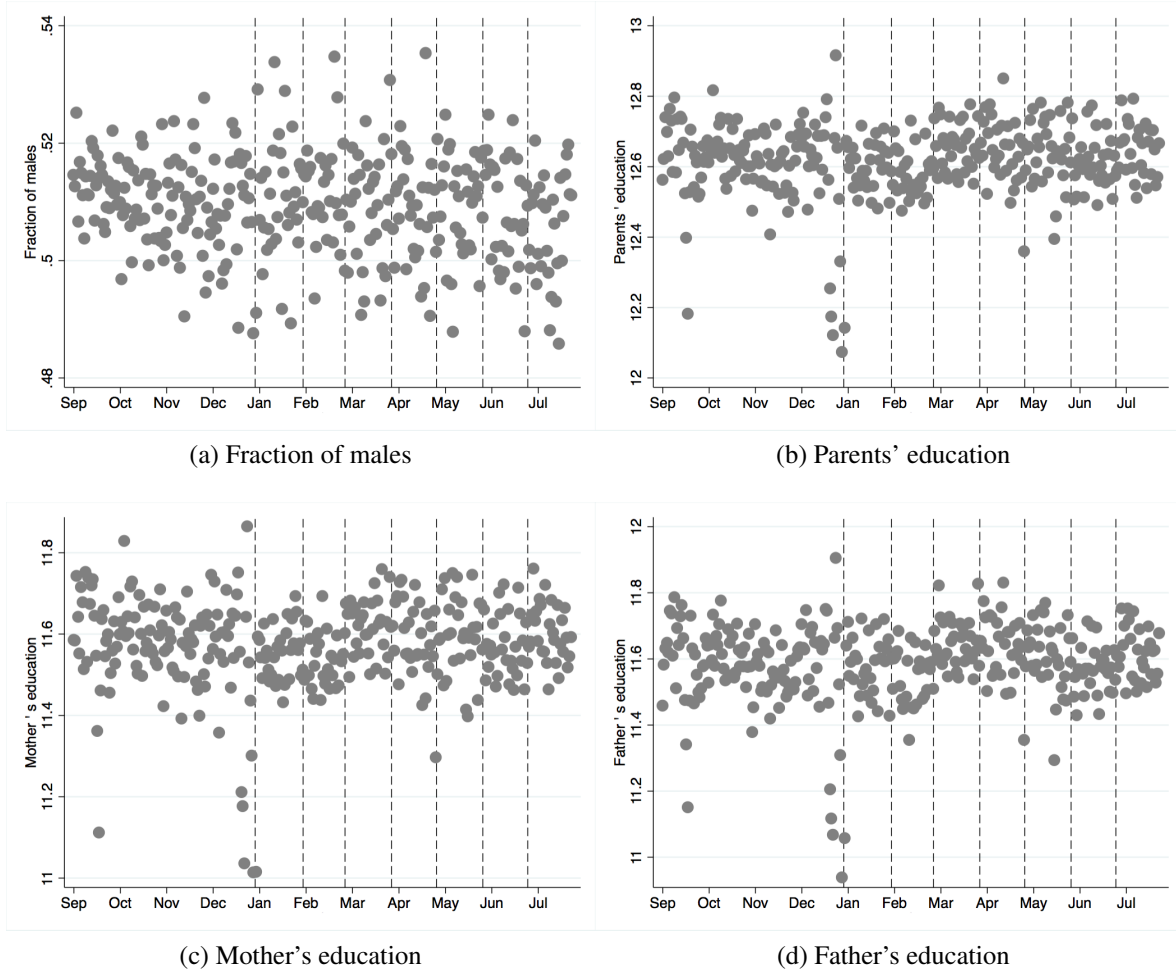 .54
.52
.5
.48
Fraction of males
Sep Oct Nov Dec Jan Feb Mar Apr May Jun Jul
(a) Fraction of males
13
12.8
12.6
12.4
12.2
12
Parents ' education
Sep Oct Nov Dec Jan Feb Mar Apr May Jun Jul
(b) Parents’ education
11.8
11.6
11.4
11.2
11
Mother ' s education
Sep Oct Nov Dec Jan Feb Mar Apr May Jun Jul
(c) Mother’s education
12
11.8
11.6
11.4
11.2
11
Father ' s education
Sep Oct Nov Dec Jan Feb Mar Apr May Jun Jul
(d) Father’s education